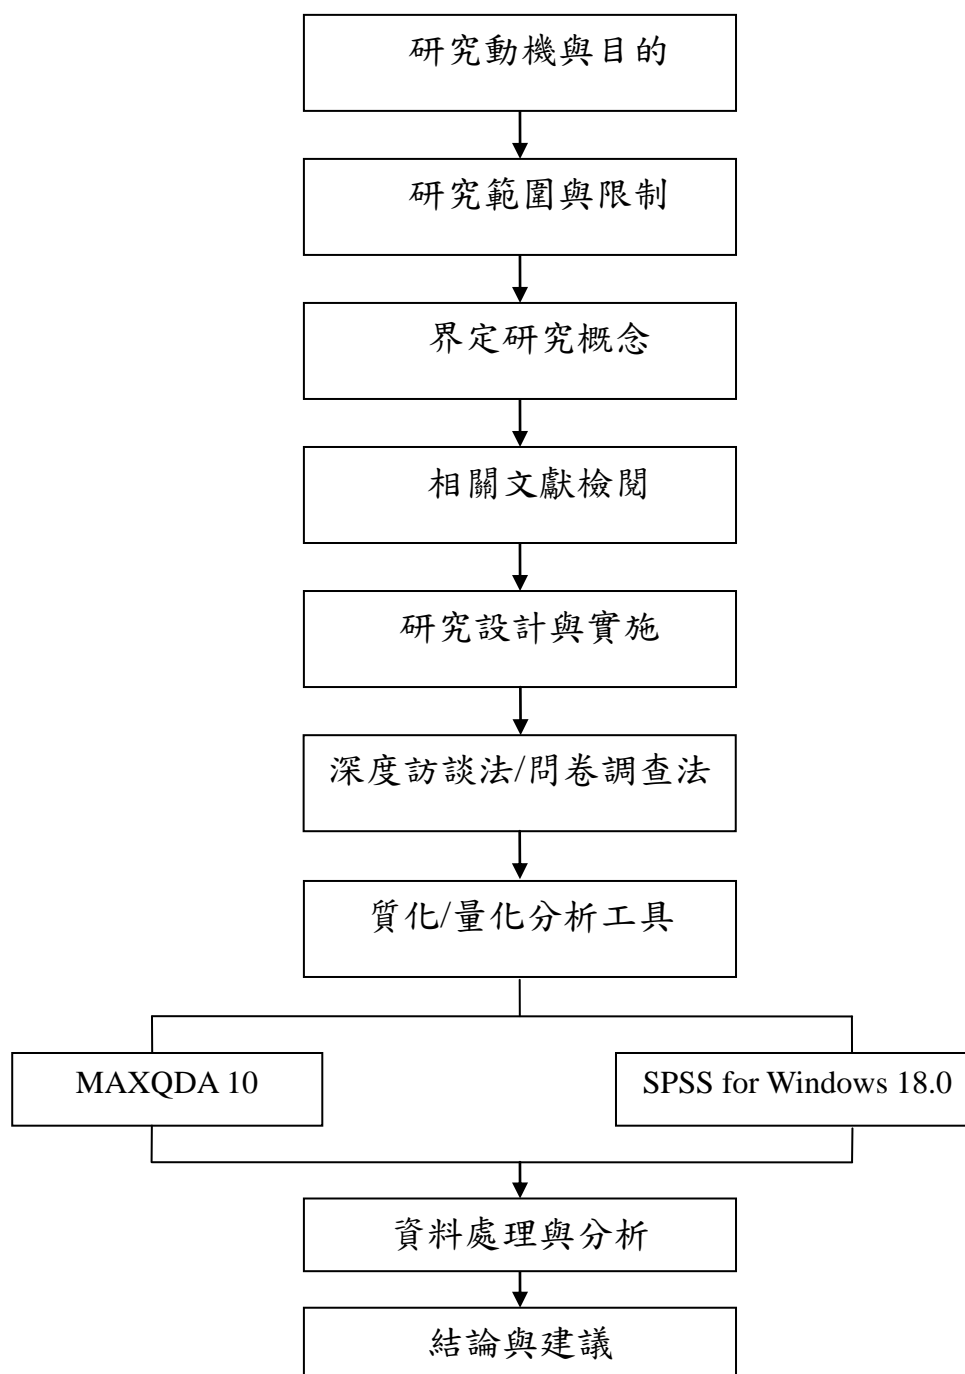 研究動機與目的
研究範圍與限制
界定研究概念
相關文獻檢閱
研究設計與實施
深度訪談法/問卷調查法
質化/量化分析工具
MAXQDA 10
SPSS for Windows 18.0
資料處理與分析
結論與建議